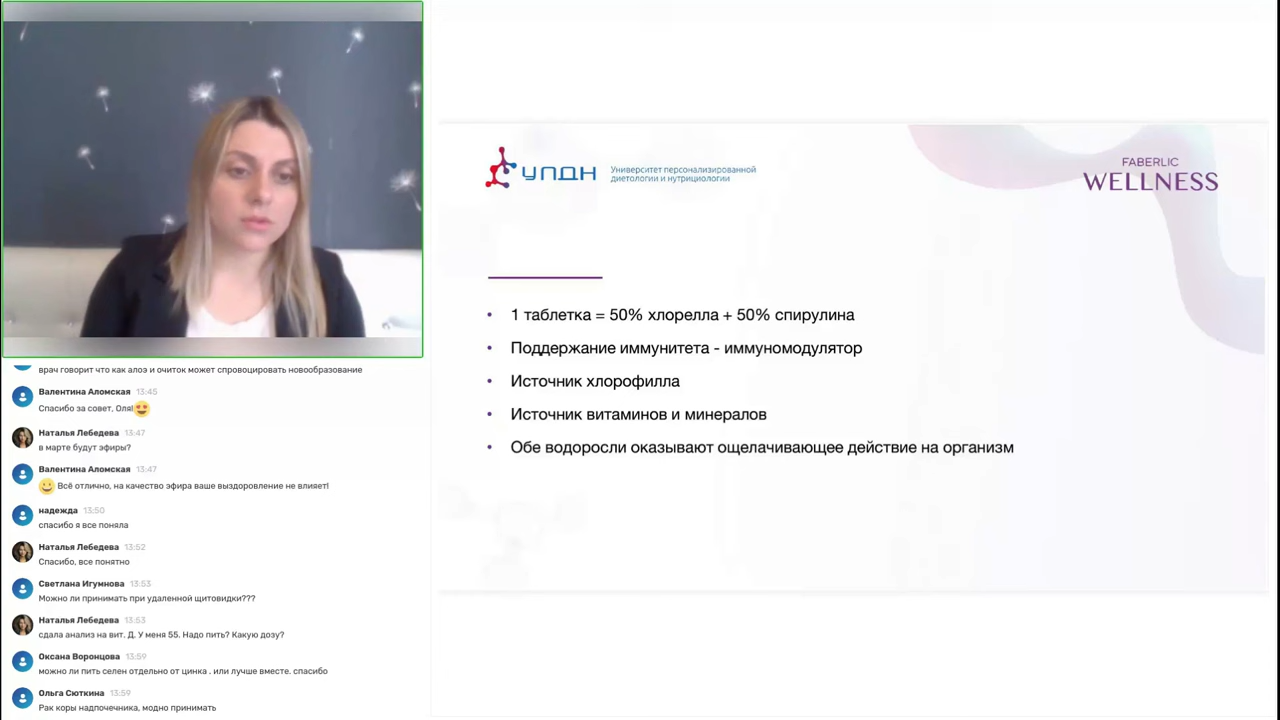 врач говорит что как алоэ и очиток может спровоцировать новообразование
Валентина Аломская 13:45
Спасибо за совет, Оля!😍
Наталья Лебедева 13:47
в марте будут эфиры?
Валентина Аломская 13:47
😀 Всё отлично, на качество эфира ваше выздоровление не влияет!
надежда 13:50
спасибо я все поняла
Наталья Лебедева 13:52
Спасибо, все понятно
Светлана Игумнова 13:53
Можно ли принимать при удаленной щитовидки???
Наталья Лебедева 13:53
сдала анализ на вит. Д. У меня 55. Надо пить? Какую дозу?
Оксана Воронцова 13:59
можно ли пить селен отдельно от цинка . или лучше вместе. спасибо
Ольга Сюткина 13:59
Рак коры надпочечника, модно принимать
УПДН
Университет персонализированной
диетологии и нутрициологии
FABERLIC
WELLNESS
• 1 таблетка = 50% хлорелла + 50% спирулина
• Поддержание иммунитета - иммуномодулятор
• Источник хлорофилла
• Источник витаминов и минералов
• Обе водоросли оказывают ощелачивающее действие на организм